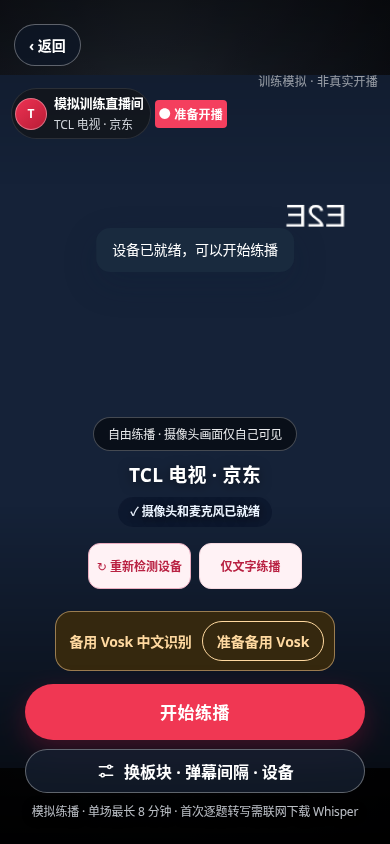 ‹ 返回
训练模拟 · 非真实开播
T
模拟训练直播间
TCL 电视 · 京东
准备开播
E2E
设备已就绪，可以开始练播
自由练播 · 摄像头画面仅自己可见
TCL 电视 · 京东
✓ 摄像头和麦克风已就绪
↻ 重新检测设备
仅文字练播
备用 Vosk 中文识别
准备备用 Vosk
开始练播
换板块 · 弹幕间隔 · 设备
模拟练播 · 单场最长 8 分钟 · 首次逐题转写需联网下载 Whisper